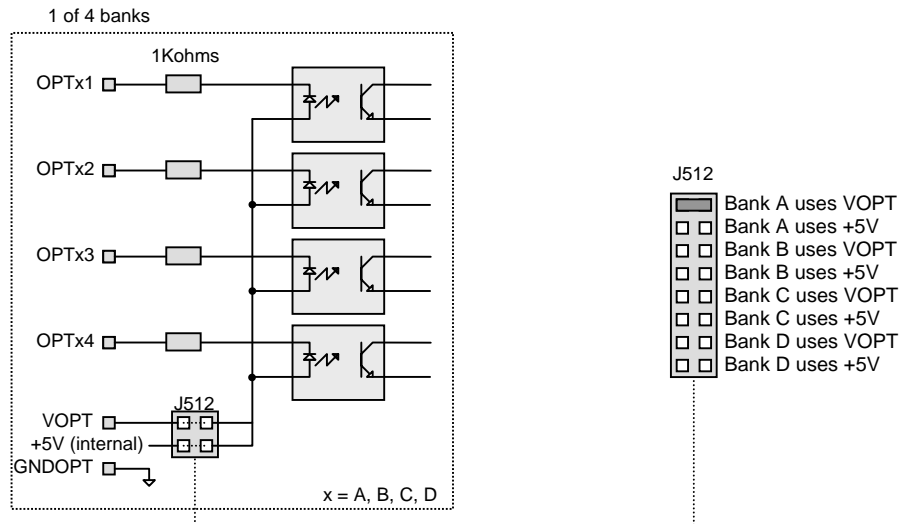 1 of 4 banks
1Kohms
OPTx1
OPTx2
OPTx3
OPTx4
J512
VOPT
+5V (internal)
GNDOPT
x = A, B, C, D
J512
Bank A uses VOPT
Bank A uses +5V
Bank B uses VOPT
Bank B uses +5V
Bank C uses VOPT
Bank C uses +5V
Bank D uses VOPT
Bank D uses +5V